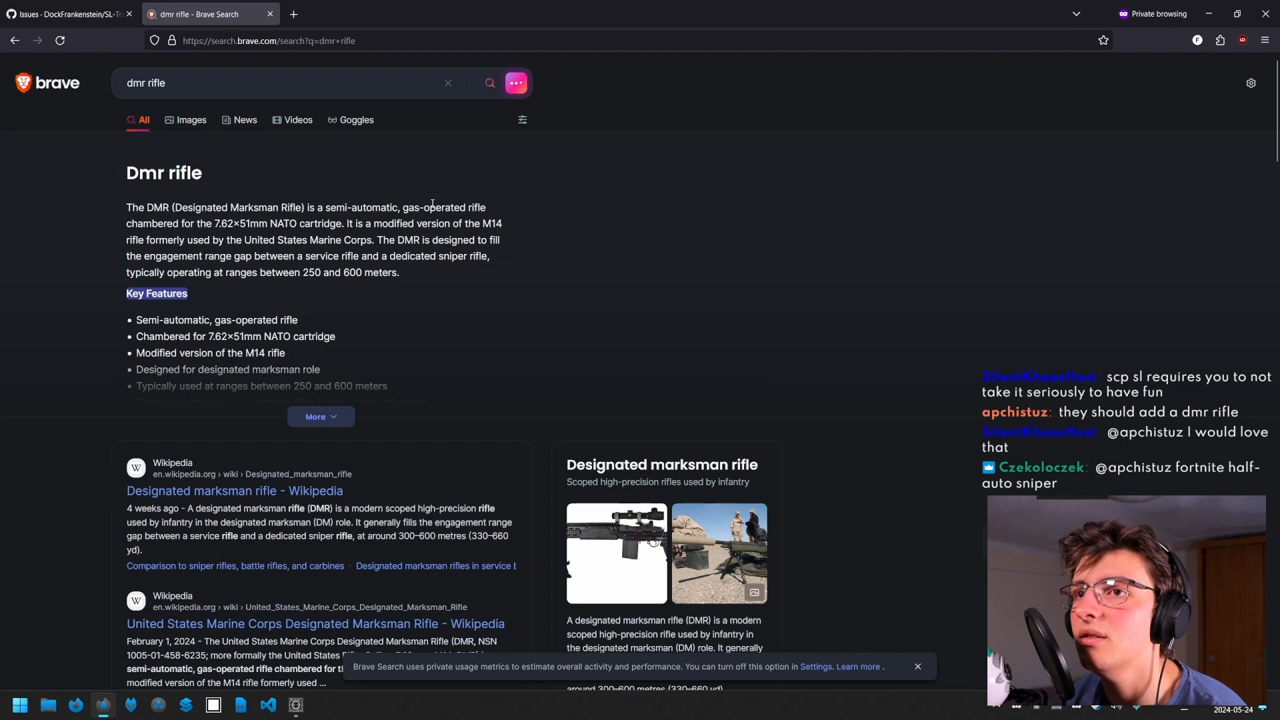 Issues - DockFrankenstein/SL-Tr
dmr rifle - Brave Search
Private browsing
https://search.brave.com/search?q=dmr+rifle
brave
dmr rifle
All
Images
News
Videos
Goggles
Dmr rifle
The DMR (Designated Marksman Rifle) is a semi-automatic, gas-operated rifle
chambered for the 7.62×51mm NATO cartridge. It is a modified version of the M14
rifle formerly used by the United States Marine Corps. The DMR is designed to fill
the engagement range gap between a service rifle and a dedicated sniper rifle,
typically operating at ranges between 250 and 600 meters.
Key Features
• Semi-automatic, gas-operated rifle
• Chambered for 7.62×51mm NATO cartridge
• Modified version of the M14 rifle
• Designed for designated marksman role
• Typically used at ranges between 250 and 600 meters
More
W
Wikipedia
en.wikipedia.org › wiki › Designated_marksman_rifle
Designated marksman rifle - Wikipedia
4 weeks ago - A designated marksman rifle (DMR) is a modern scoped high-precision rifle
used by infantry in the designated marksman (DM) role. It generally fills the engagement range
gap between a service rifle and a dedicated sniper rifle, at around 300–600 metres (330–660
yd).
Comparison to sniper rifles, battle rifles, and carbines · Designated marksman rifles in service b
W
Wikipedia
en.wikipedia.org › wiki › United_States_Marine_Corps_Designated_Marksman_Rifle
United States Marine Corps Designated Marksman Rifle - Wikipedia
February 1, 2024 - The United States Marine Corps Designated Marksman Rifle (DMR, NSN
1005-01-458-6235; more formally the United States
semi-automatic, gas-operated rifle chambered for
modified version of the M14 rifle formerly used ...
Designated marksman rifle
Scoped high-precision rifles used by infantry
A designated marksman rifle (DMR) is a modern
scoped high-precision rifle used by infantry in
the designated marksman (DM) role. It generally
around 300–600 metres (330–660 yd).
Brave Search uses private usage metrics to estimate overall activity and performance. You can turn off this option in Settings. Learn more .
SilentKhaosHost: scp sl requires you to not
take it seriously to have fun
apchistuz: they should add a dmr rifle
SilentKhaosHost: @apchistuz I would love
that
Czekoloczek: @apchistuz fortnite half-
auto sniper
2024-05-24